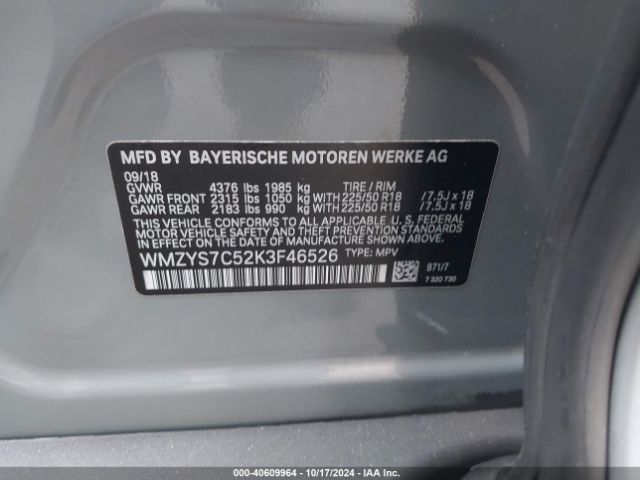 MFD BY BAYERISCHE MOTOREN WERKE AG
09/18
GVWR 4376 lbs 1985 kg TIRE / RIM
GAWR FRONT 2315 lbs 1050 kg WITH 225/50 R18 /7.5J x 18
GAWR REAR 2183 lbs 990 kg WITH 225/50 R18 /7.5J x 18
THIS VEHICLE CONFORMS TO ALL APPLICABLE U. S. FEDERAL
MOTOR VEHICLE SAFETY, BUMPER, AND THEFT PREVENTION
STANDARDS IN EFFECT ON THE DATE OF MANUFACTURE SHOWN ABOVE.
WMZYS7C52K3F46526 TYPE: MPV
B71/7
7 320 730
000-40609964 | 10/17/2024 | IAA Inc.